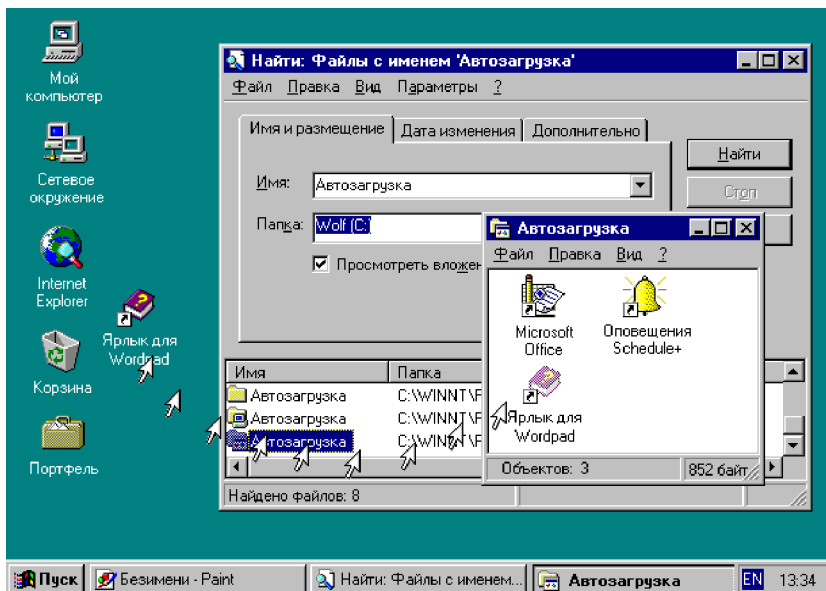 Мой
компьютер
Сетевое
окружение
Internet
Explorer
Ярлык для
Wordpad
Корзина
Портфель
Найти: Файлы с именем 'Автозагрузка'
Файл Правка Вид Параметры ?
Имя и размещение Дата изменения Дополнительно
Найти
Имя: Автозагрузка
Стоп
Папка: Wolf (C:)
Просмотреть влож
Имя Папка
Автозагрузка C:\WINNT\
Автозагрузка C:\WINNT\
Автозагрузка C:\WINNT\
Найдено файлов: 8
Автозагрузка
Файл Правка Вид ?
Microsoft
Office
Оповещения
Schedule+
Ярлык для
Wordpad
Объектов: 3 852 байт
Пуск Безимени - Paint Найти: Файлы с именем... Автозагрузка EN 13:34